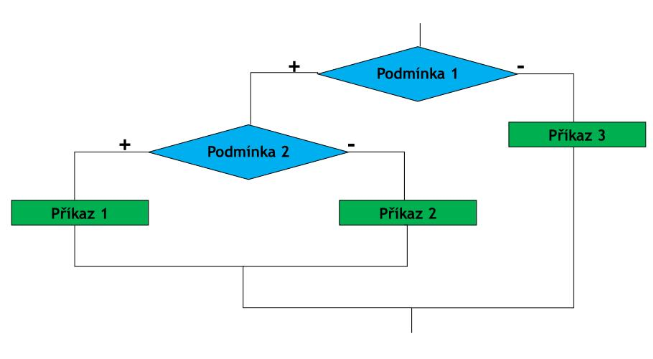 + Podmínka 1 -
Příkaz 3
+ Podmínka 2 -
Příkaz 1
Příkaz 2